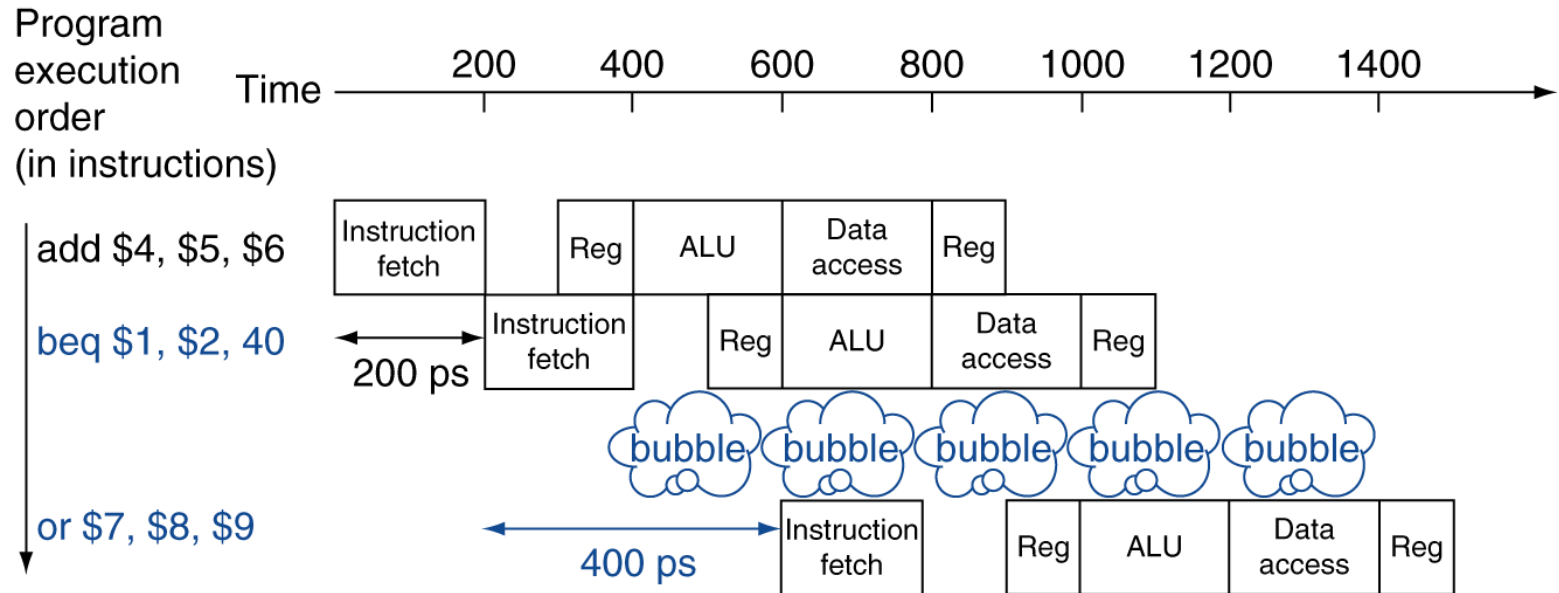 Program
execution
order
(in instructions)
Time
200 400 600 800 1000 1200 1400
add $4, $5, $6
Instruction
fetch
Reg
ALU
Data
access
Reg
beq $1, $2, 40
200 ps
Instruction
fetch
Reg
ALU
Data
access
Reg
bubble bubble bubble bubble bubble
or $7, $8, $9
400 ps
Instruction
fetch
Reg
ALU
Data
access
Reg